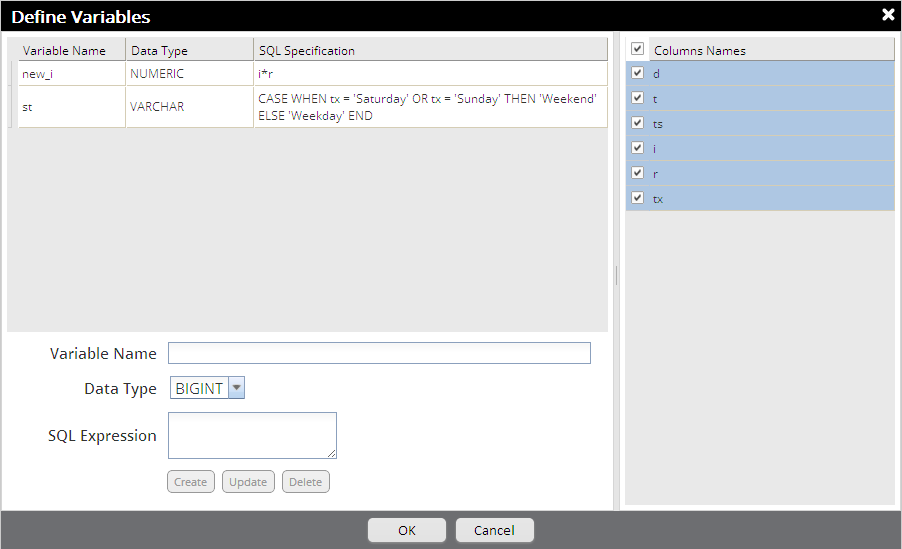 Define Variables
Variable Name Data Type SQL Specification
new_i NUMERIC i*r
st VARCHAR CASE WHEN tx = 'Saturday' OR tx = 'Sunday' THEN 'Weekend'
ELSE 'Weekday' END
Columns Names
d
t
ts
i
r
tx
Variable Name
Data Type BIGINT
SQL Expression
Create Update Delete
OK Cancel